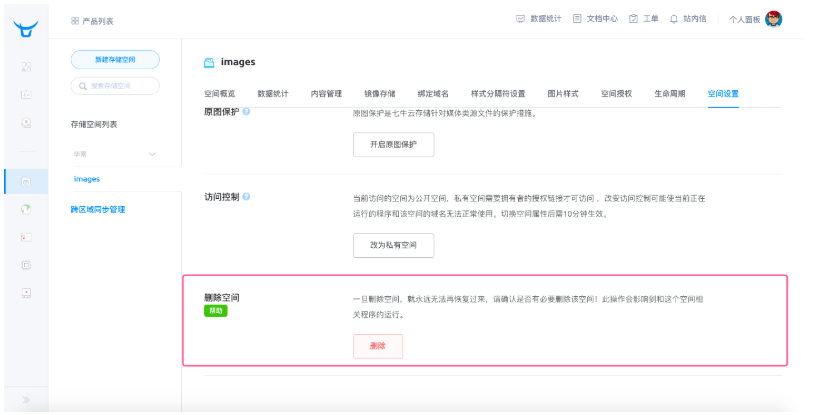 产品列表
数据统计 文档中心 工单 站内信 个人面板
新建存储空间
搜索存储空间
存储空间列表
华南
images
跨区域同步管理
images
空间概览 数据统计 内容管理 镜像存储 绑定域名 样式分隔符设置 图片样式 空间授权 生命周期 空间设置
原图保护
原图保护是七牛云存储针对媒体类源文件的保护措施。
开启原图保护
访问控制
当前访问的空间为公开空间，私有空间需要拥有者的授权链接才可访问，改变访问控制可能使当前正在
运行的程序和该空间的域名无法正常使用。切换空间属性后需10分钟生效。
改为私有空间
删除空间
帮助
一旦删除空间，就永远无法再恢复过来，请确认是否有必要删除该空间！此操作会影响到和这个空间相
关程序的运行。
删除